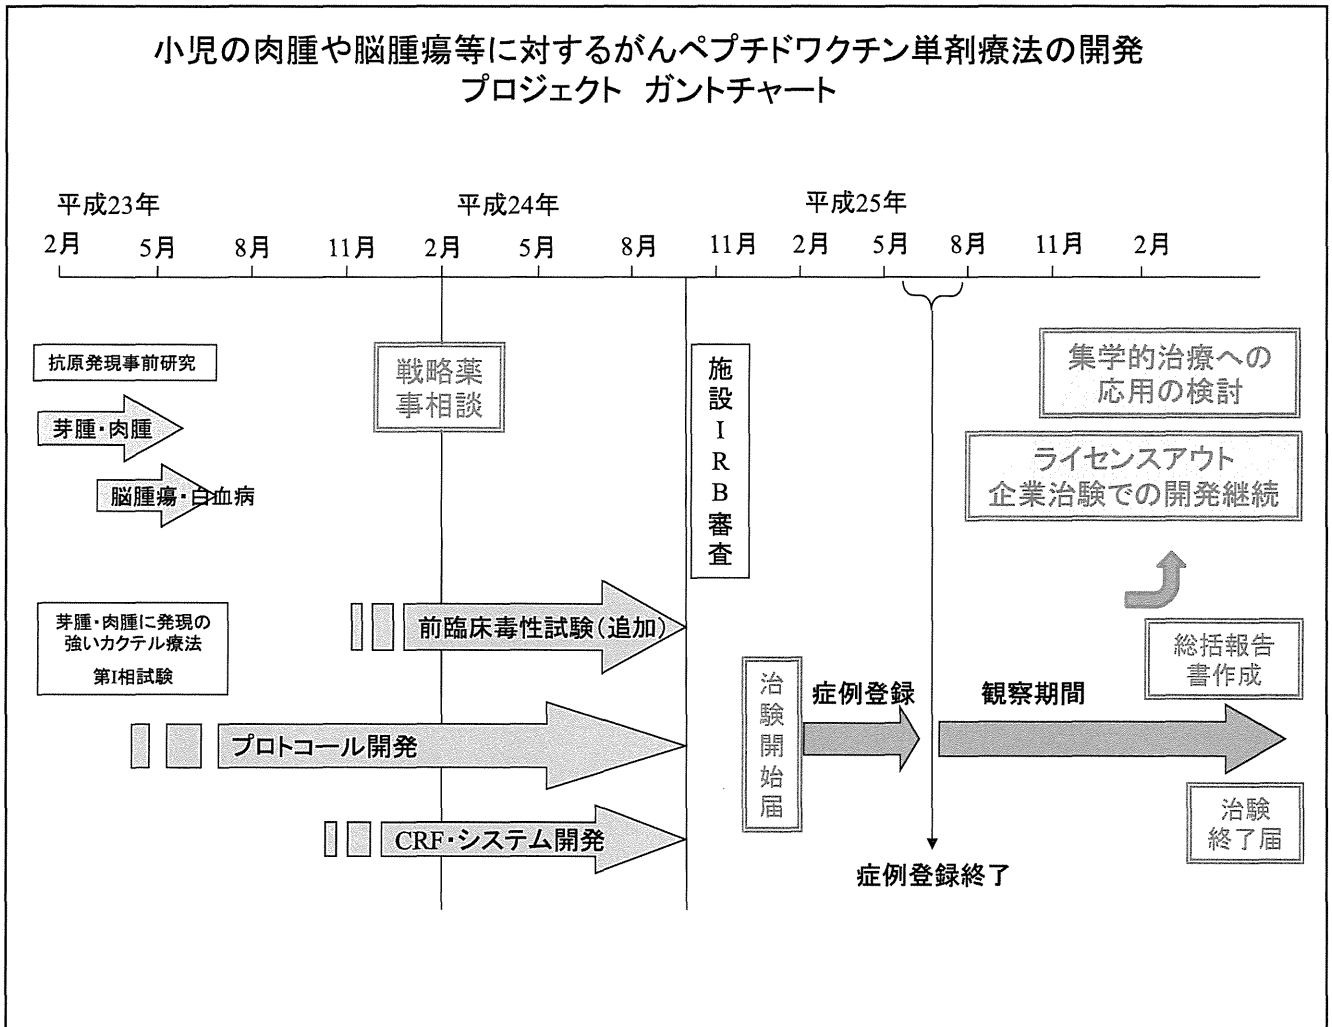 小児の肉腫や脳腫瘍等に対するがんペプチドワクチン単剤療法の開発
プロジェクト ガントチャート
平成23年
平成24年
平成25年
2月
5月
8月
11月
2月
5月
8月
11月
2月
5月
8月
11月
2月
抗原発現事前研究
芽腫・肉腫
脳腫瘍・白血病
戦略薬
事相談
施設IRB審査
集学的治療への
応用の検討
ライセンスアウト
企業治験での開発継続
芽腫・肉腫に発現の
強いカクテル療法
第I相試験
前臨床毒性試験(追加)
プロトコール開発
CRF・システム開発
治験開始届
症例登録
観察期間
総括報告
書作成
治験
終了届
症例登録終了